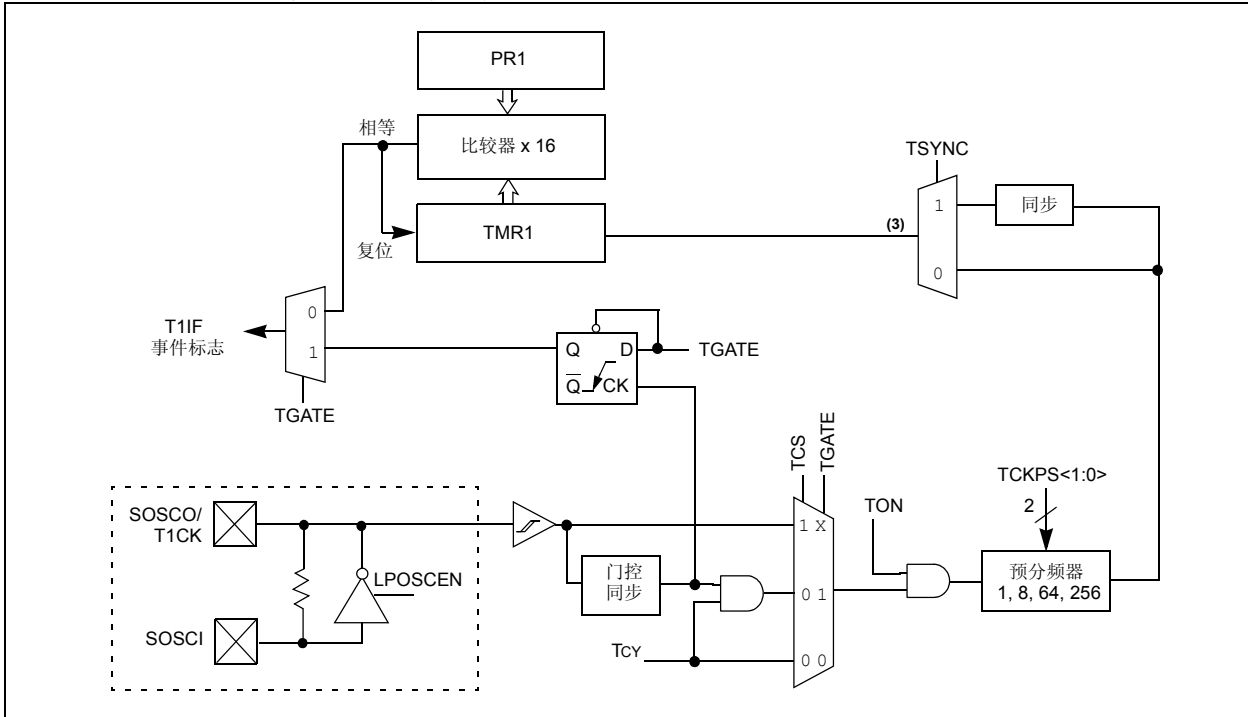 PR1
相等
比较器 x 16
TSYNC
1
同步
(3)
TMR1
复位
0
T1IF
事件标志
0
1
TGATE
Q
D
TGATE
Q
CK
TCS
TGATE
TCKPS<1:0>
2
TON
SOSCO/
T1CK
1 X
LPOSCEN
门控
同步
0 1
预分频器
1, 8, 64, 256
SOSCI
TCY
0 0